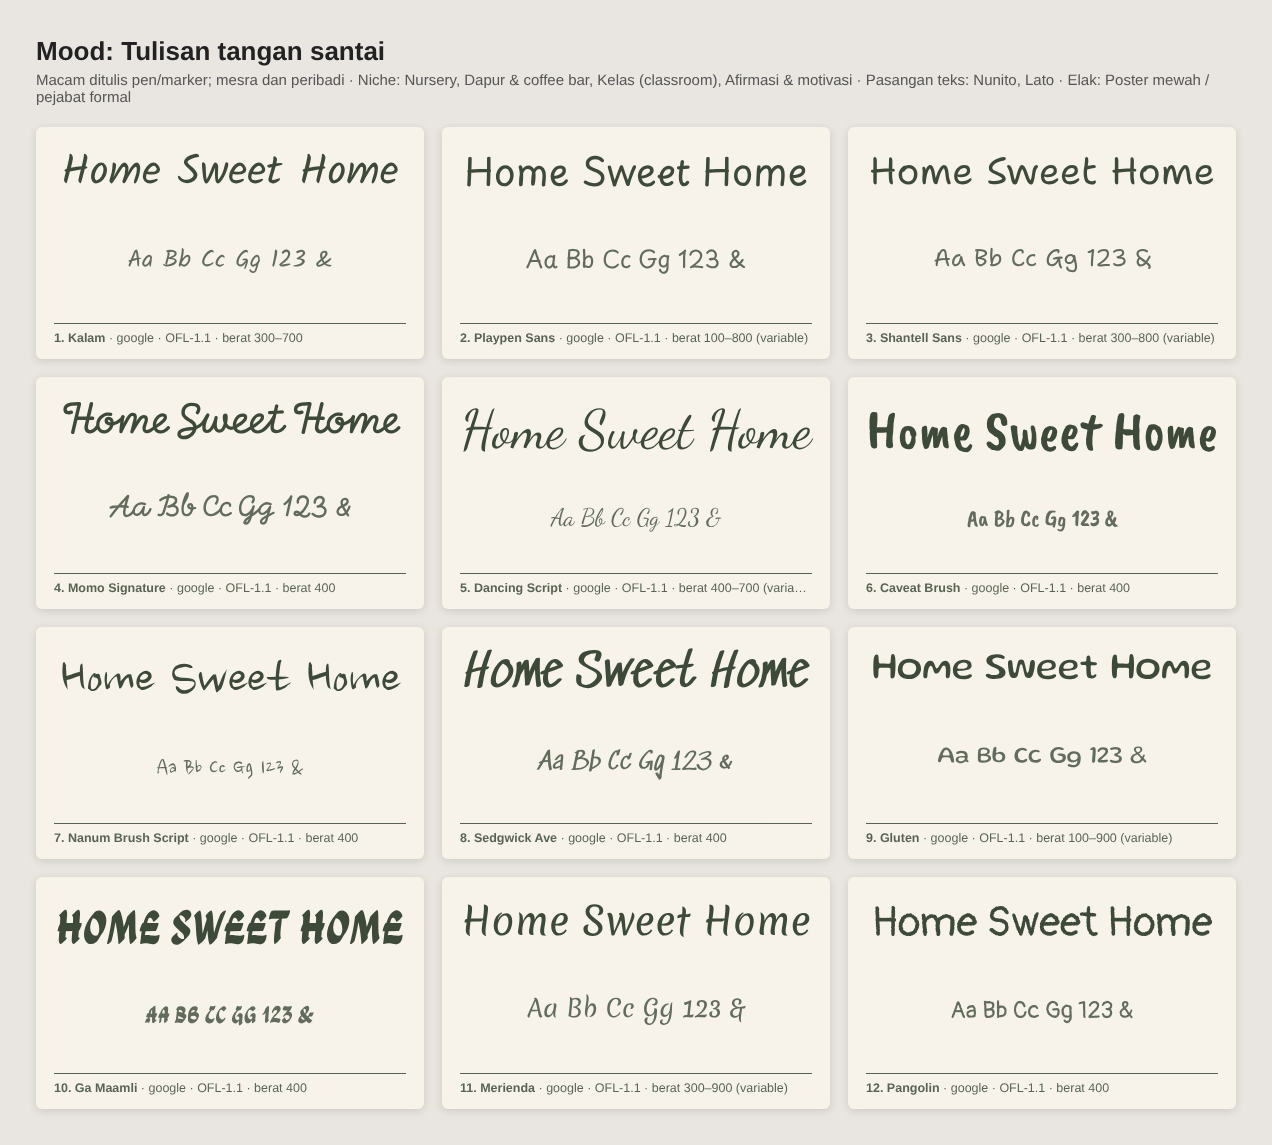 Mood: Tulisan tangan santai
Macam ditulis pen/marker; mesra dan peribadi · Niche: Nursery, Dapur & coffee bar, Kelas (classroom), Afirmasi & motivasi · Pasangan teks: Nunito, Lato · Elak: Poster mewah /
pejabat formal
Home Sweet Home
Aa Bb Cc Gg 123 &
1. Kalam · google · OFL-1.1 · berat 300–700
Home Sweet Home
Aa Bb Cc Gg 123 &
2. Playpen Sans · google · OFL-1.1 · berat 100–800 (variable)
Home Sweet Home
Aa Bb Cc Gg 123 &
3. Shantell Sans · google · OFL-1.1 · berat 300–800 (variable)
Home Sweet Home
Aa Bb Cc Gg 123 &
4. Momo Signature · google · OFL-1.1 · berat 400
Home Sweet Home
Aa Bb Cc Gg 123 &
5. Dancing Script · google · OFL-1.1 · berat 400–700 (varia…
Home Sweet Home
Aa Bb Cc Gg 123 &
6. Caveat Brush · google · OFL-1.1 · berat 400
Home Sweet Home
Aa Bb Cc Gg 123 &
7. Nanum Brush Script · google · OFL-1.1 · berat 400
Home Sweet Home
Aa Bb Cc Gg 123 &
8. Sedgwick Ave · google · OFL-1.1 · berat 400
Home Sweet Home
Aa Bb Cc Gg 123 &
9. Gluten · google · OFL-1.1 · berat 100–900 (variable)
HOME SWEET HOME
AA BB CC GG 123 &
10. Ga Maamli · google · OFL-1.1 · berat 400
Home Sweet Home
Aa Bb Cc Gg 123 &
11. Merienda · google · OFL-1.1 · berat 300–900 (variable)
Home Sweet Home
Aa Bb Cc Gg 123 &
12. Pangolin · google · OFL-1.1 · berat 400